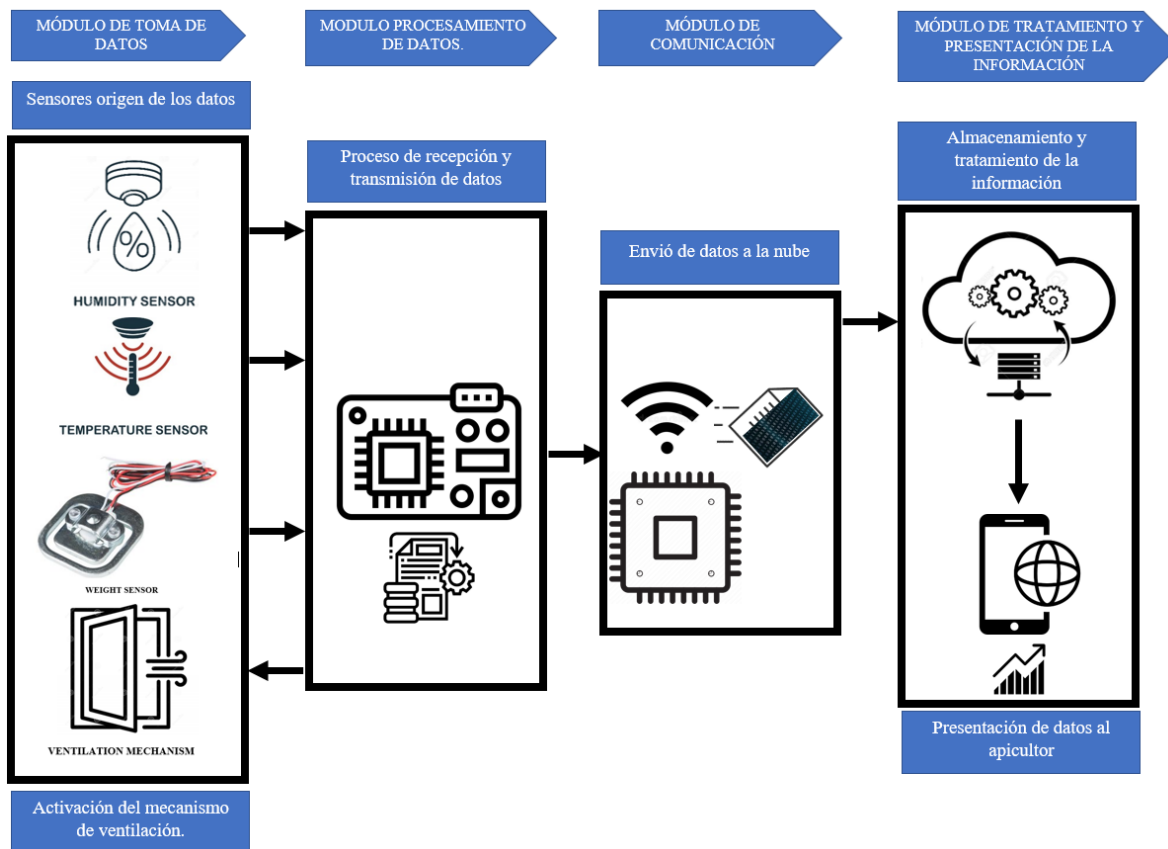 MÓDULO DE TOMA DE
DATOS
MODULO PROCESAMIENTO
DE DATOS.
MÓDULO DE
COMUNICACIÓN
MÓDULO DE TRATAMIENTO Y
PRESENTACIÓN DE LA
INFORMACIÓN
Sensores origen de los datos
%
HUMIDITY SENSOR
TEMPERATURE SENSOR
WEIGHT SENSOR
VENTILATION MECHANISM
Activación del mecanismo
de ventilación.
Proceso de recepción y
transmisión de datos
Envió de datos a la nube
Almacenamiento y
tratamiento de la
información
Presentación de datos al
apicultor